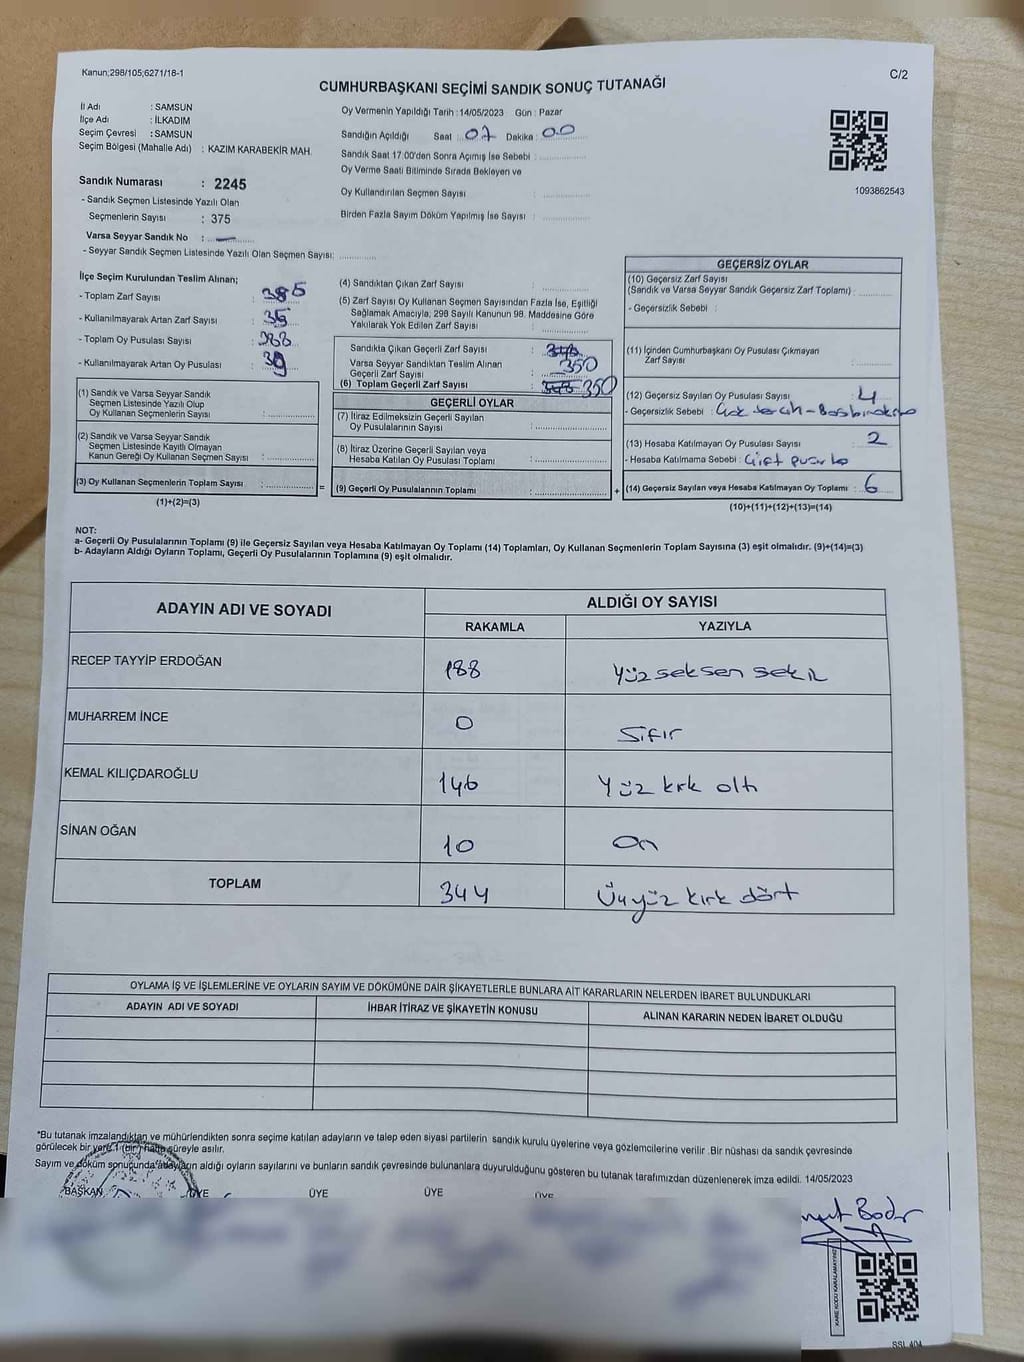 Kanun;298/105;6271/18-1
C/2
CUMHURBAŞKANI SEÇİMİ SANDIK SONUÇ TUTANAĞI
İl Adı : SAMSUN
İlçe Adı : İLKADIM
Seçim Çevresi : SAMSUN
Seçim Bölgesi (Mahalle Adı) : KAZIM KARABEKİR MAH.
Sandık Numarası : 2245
- Sandık Seçmen Listesinde Yazılı Olan
Seçmenlerin Sayısı : 375
Varsa Seyyar Sandık No : —
- Seyyar Sandık Seçmen Listesinde Yazılı Olan Seçmen Sayısı:
Oy Vermenin Yapıldığı Tarih : 14/05/2023 Gün : Pazar
Sandığın Açıldığı Saat : 07 Dakika : 00
Sandık Saat 17:00'den Sonra Açımış İse Sebebi :
Oy Verme Saati Bitiminde Sırada Bekleyen ve
Oy Kullandırılan Seçmen Sayısı :
Birden Fazla Sayım Döküm Yapılmış İse Sayısı :
1093862543
İlçe Seçim Kurulundan Teslim Alınan;
- Toplam Zarf Sayısı : 385
- Kullanılmayarak Artan Zarf Sayısı : 35
- Toplam Oy Pusulası Sayısı : 383
- Kullanılmayarak Artan Oy Pusulası : 39
(1) Sandık ve Varsa Seyyar Sandık
Seçmen Listesinde Yazılı Olup
Oy Kullanan Seçmenlerin Sayısı :
(2) Sandık ve Varsa Seyyar Sandık
Seçmen Listesinde Kayıtlı Olmayan
Kanun Gereği Oy Kullanan Seçmen Sayısı :
(3) Oy Kullanan Seçmenlerin Toplam Sayısı :
(1)+(2)=(3)
(4) Sandıktan Çıkan Zarf Sayısı :
(5) Zarf Sayısı Oy Kullanan Seçmen Sayısından Fazla İse, Eşitliği
Sağlamak Amacıyla, 298 Sayılı Kanunun 98. Maddesine Göre
Yakılarak Yok Edilen Zarf Sayısı :
Sandıkta Çıkan Geçerli Zarf Sayısı :
Varsa Seyyar Sandıktan Teslim Alınan
Geçerli Zarf Sayısı : 350
(6) Toplam Geçerli Zarf Sayısı : 350
GEÇERLİ OYLAR
(7) İtiraz Edilmeksizin Geçerli Sayılan
Oy Pusulalarının Sayısı :
(8) İtiraz Üzerine Geçerli Sayılan veya
Hesaba Katılan Oy Pusulası Toplamı :
= (9) Geçerli Oy Pusulalarının Toplamı :
GEÇERSİZ OYLAR
(10) Geçersiz Zarf Sayısı
(Sandık ve Varsa Seyyar Sandık Geçersiz Zarf Toplamı) :
- Geçersizlik Sebebi :
(11) İçinden Cumhurbaşkanı Oy Pusulası Çıkmayan
Zarf Sayısı :
(12) Geçersiz Sayılan Oy Pusulası Sayısı : 4
- Geçersizlik Sebebi :
(13) Hesaba Katılmayan Oy Pusulası Sayısı 2
- Hesaba Katılmama Sebebi : Çift pusula
+ (14) Geçersiz Sayılan veya Hesaba Katılmayan Oy Toplamı : 6
(10)+(11)+(12)+(13)=(14)
NOT:
a- Geçerli Oy Pusulalarının Toplamı (9) ile Geçersiz Sayılan veya Hesaba Katılmayan Oy Toplamı (14) Toplamları, Oy Kullanan Seçmenlerin Toplam Sayısına (3) eşit olmalıdır. (9)+(14)=(3)
b- Adayların Aldığı Oyların Toplamı, Geçerli Oy Pusulalarının Toplamına (9) eşit olmalıdır.
ADAYIN ADI VE SOYADI ALDIĞI OY SAYISI
RAKAMLA YAZIYLA
RECEP TAYYİP ERDOĞAN 188 Yüz seksen sekiz
MUHARREM İNCE 0 Sıfır
KEMAL KILIÇDAROĞLU 146 Yüz kırk altı
SİNAN OĞAN 10 On
TOPLAM 344 Üçyüz kırk dört
OYLAMA İŞ VE İŞLEMLERİNE VE OYLARIN SAYIM VE DÖKÜMÜNE DAİR ŞİKAYETLERLE BUNLARA AİT KARARLARIN NELERDEN İBARET BULUNDUKLARI
ADAYIN ADI VE SOYADI İHBAR İTİRAZ VE ŞİKAYETİN KONUSU ALINAN KARARIN NEDEN İBARET OLDUĞU
*Bu tutanak imzalandıktan ve mühürlendikten sonra seçime katılan adayların ve talep eden siyasi partilerin sandık kurulu üyelerine veya gözlemcilerine verilir .Bir nüshası da sandık çevresinde
görülecek bir yere 1 (bir) hafta süreyle asılır.
Sayım ve döküm sonucunda adayların aldığı oyların sayılarını ve bunların sandık çevresinde bulunanlara duyurulduğunu gösteren bu tutanak tarafımızdan düzenlenerek imza edildi. 14/05/2023
BAŞKAN ÜYE ÜYE ÜYE ÜYE
KARE KODU KARALAMAYINIZ
SSL 404